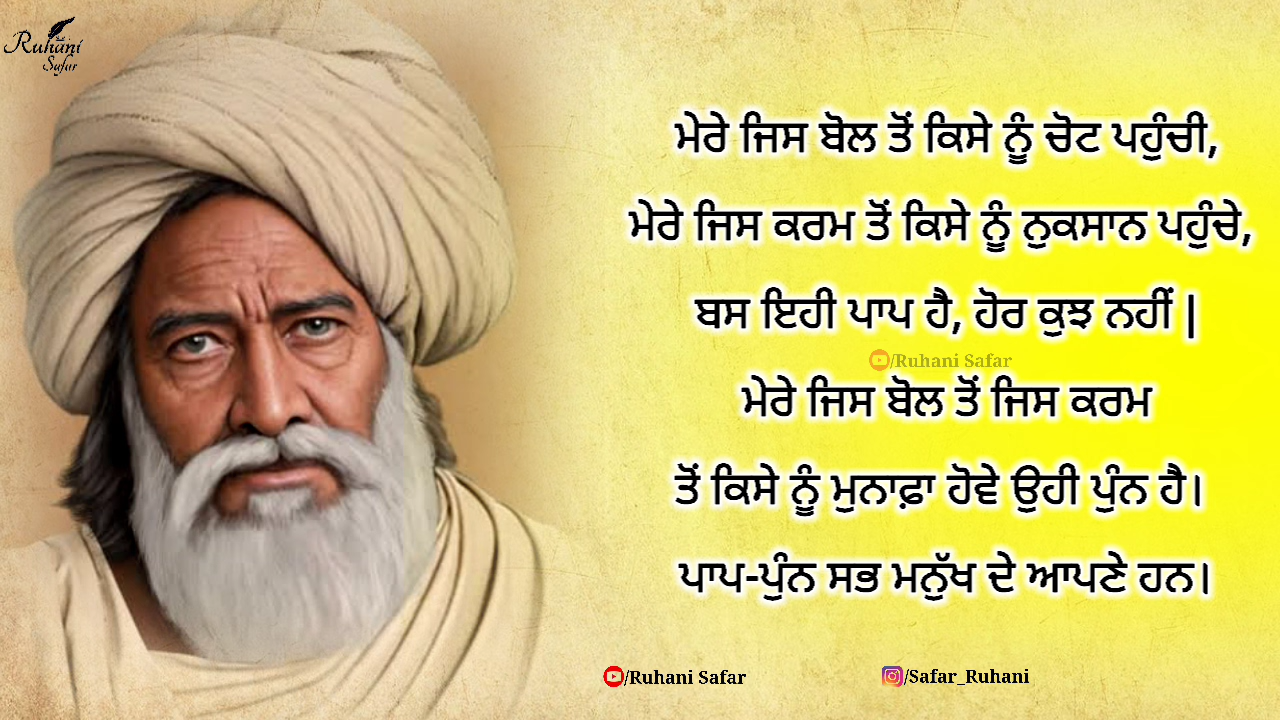 Ruhani
Safar
ਮੇਰੇ ਜਿਸ ਬੋਲ ਤੋਂ ਕਿਸੇ ਨੂੰ ਚੋਟ ਪਹੁੰਚੀ,
ਮੇਰੇ ਜਿਸ ਕਰਮ ਤੋਂ ਕਿਸੇ ਨੂੰ ਨੁਕਸਾਨ ਪਹੁੰਚੇ,
ਬਸ ਇਹੀ ਪਾਪ ਹੈ, ਹੋਰ ਕੁਝ ਨਹੀਂ |
/Ruhani Safar
ਮੇਰੇ ਜਿਸ ਬੋਲ ਤੋਂ ਜਿਸ ਕਰਮ
ਤੋਂ ਕਿਸੇ ਨੂੰ ਮੁਨਾਫ਼ਾ ਹੋਵੇ ਉਹੀ ਪੁੰਨ ਹੈ।
ਪਾਪ-ਪੁੰਨ ਸਭ ਮਨੁੱਖ ਦੇ ਆਪਣੇ ਹਨ।
/Ruhani Safar
/Safar_Ruhani